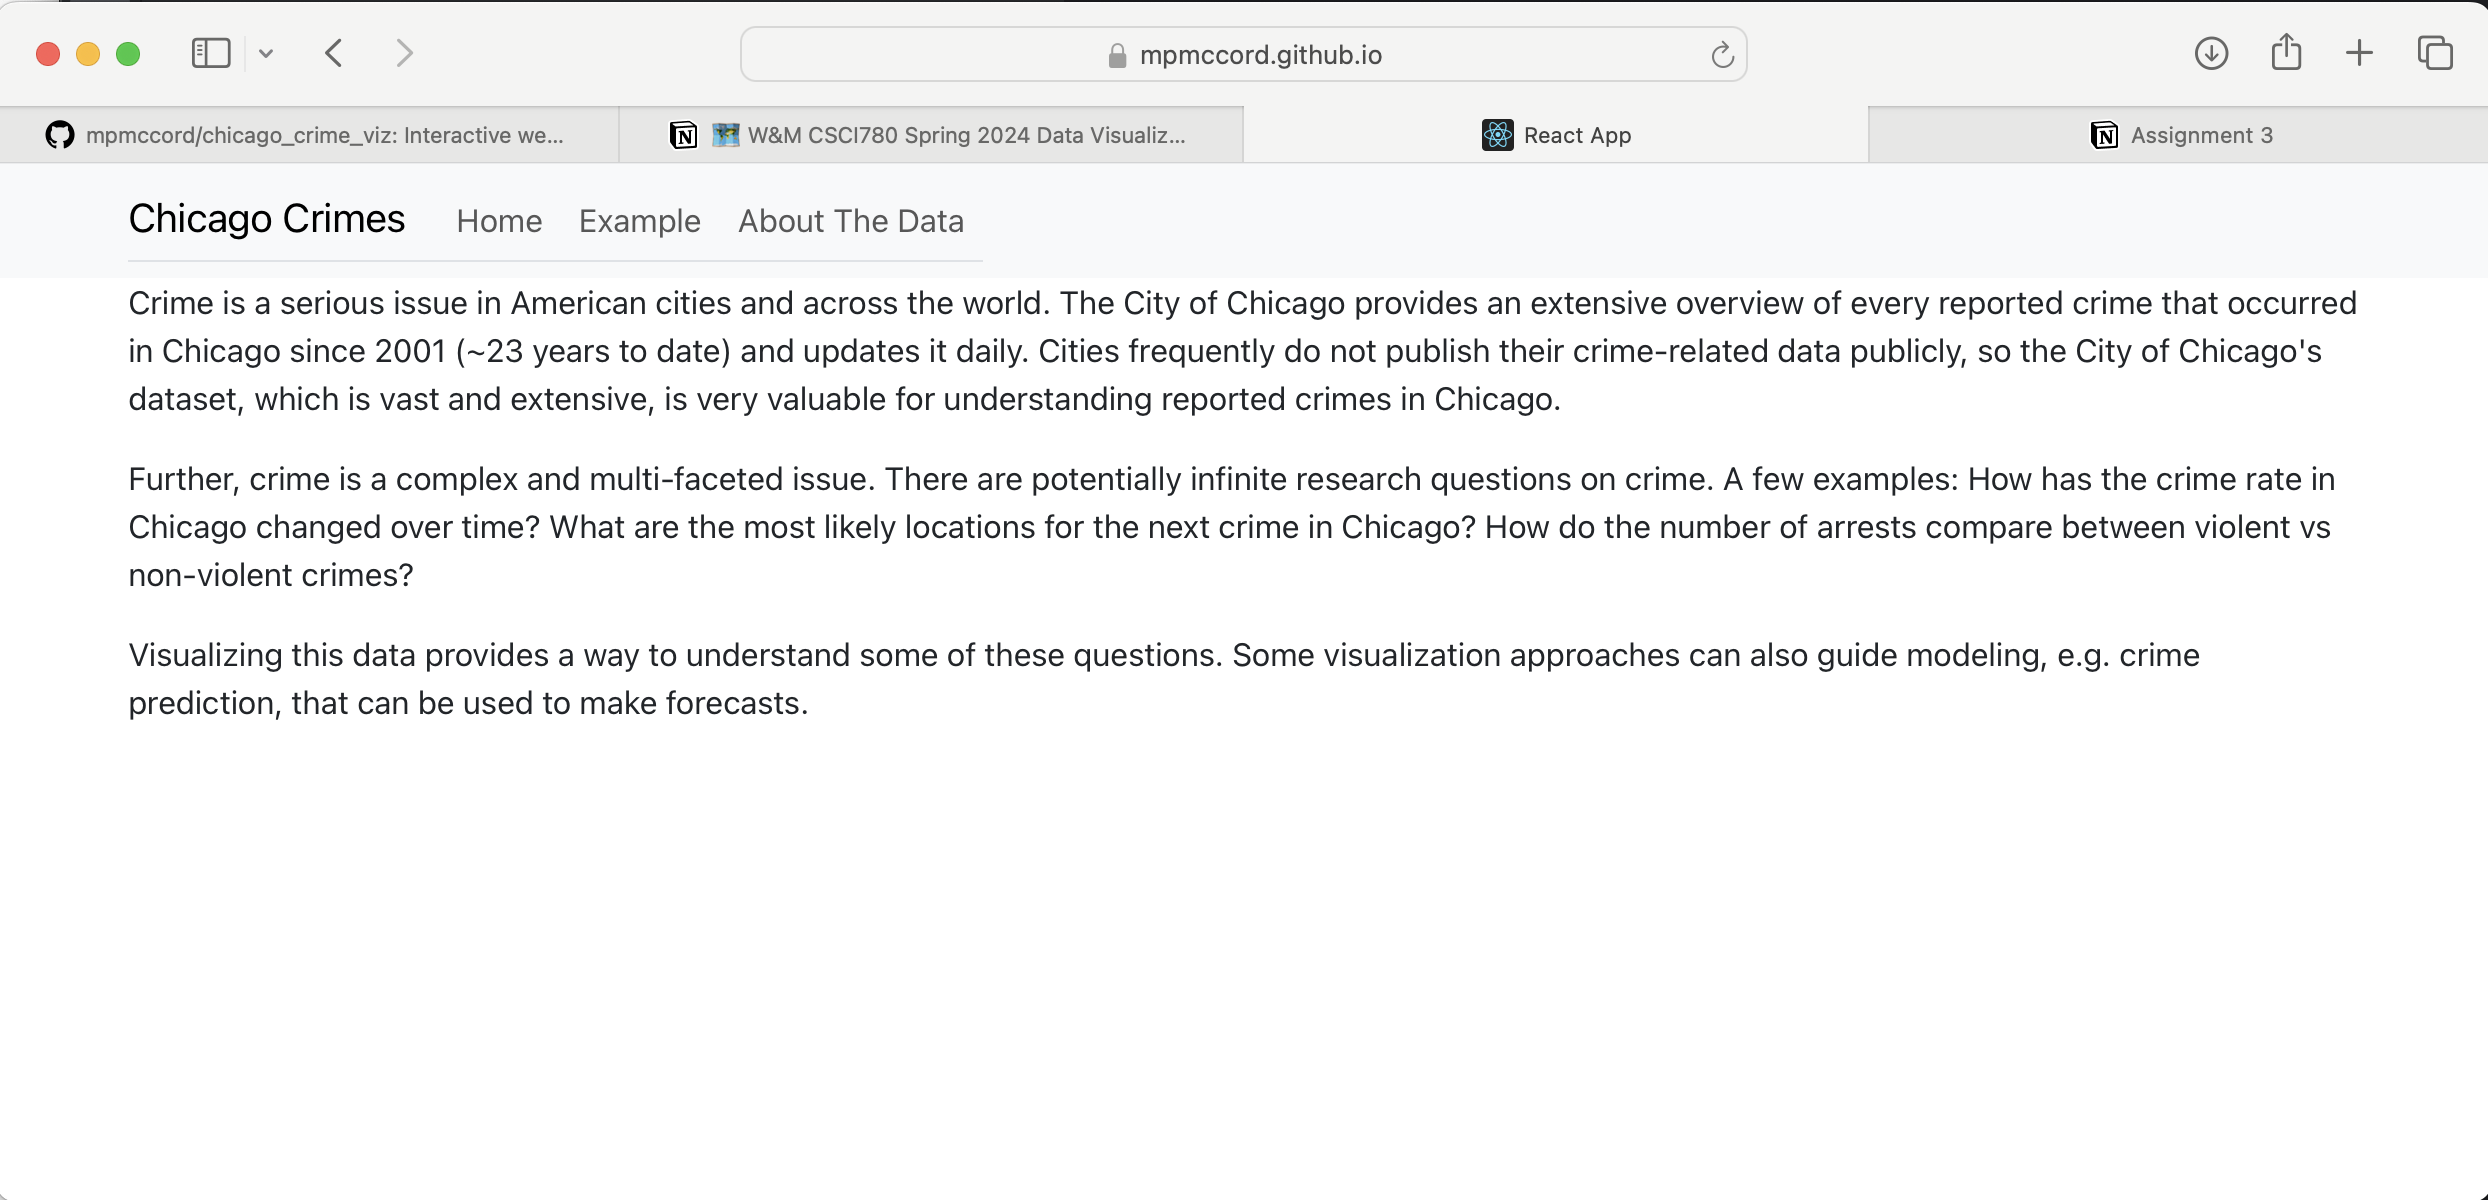 mpmccord.github.io
mpmccord/chicago_crime_viz: Interactive we...
W&M CSCI780 Spring 2024 Data Visualiz...
React App
Assignment 3
Chicago Crimes Home Example About The Data
Crime is a serious issue in American cities and across the world. The City of Chicago provides an extensive overview of every reported crime that occurred
in Chicago since 2001 (~23 years to date) and updates it daily. Cities frequently do not publish their crime-related data publicly, so the City of Chicago's
dataset, which is vast and extensive, is very valuable for understanding reported crimes in Chicago.
Further, crime is a complex and multi-faceted issue. There are potentially infinite research questions on crime. A few examples: How has the crime rate in
Chicago changed over time? What are the most likely locations for the next crime in Chicago? How do the number of arrests compare between violent vs
non-violent crimes?
Visualizing this data provides a way to understand some of these questions. Some visualization approaches can also guide modeling, e.g. crime
prediction, that can be used to make forecasts.